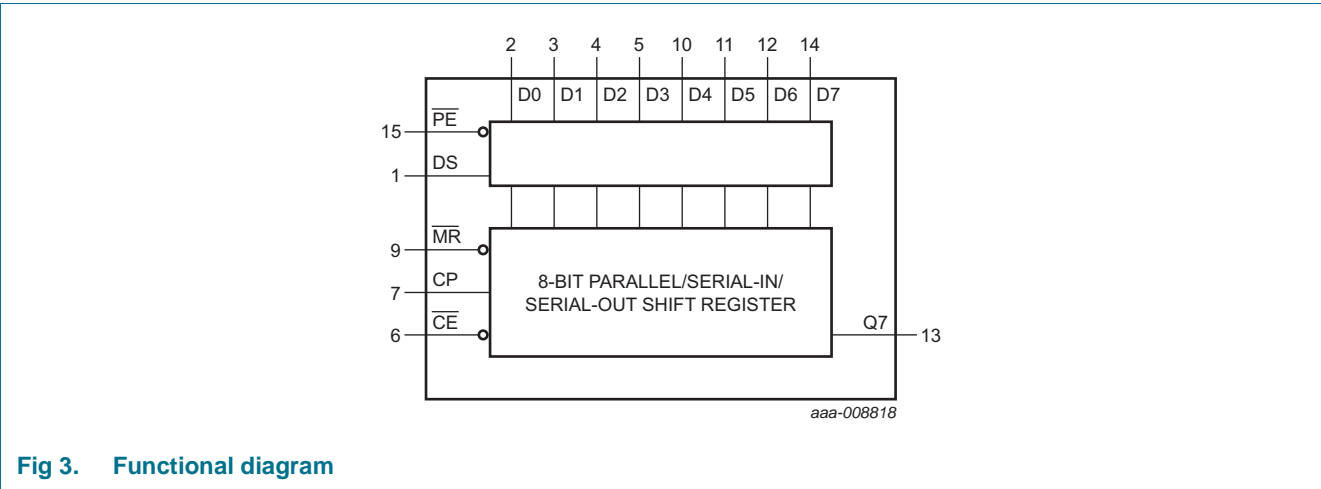 2 3 4 5 10 11 12 14
D0 D1 D2 D3 D4 D5 D6 D7
15 PE
1 DS
9 MR
7 CP
6 CE
8-BIT PARALLEL/SERIAL-IN/
SERIAL-OUT SHIFT REGISTER
Q7 13
aaa-008818
Fig 3. Functional diagram